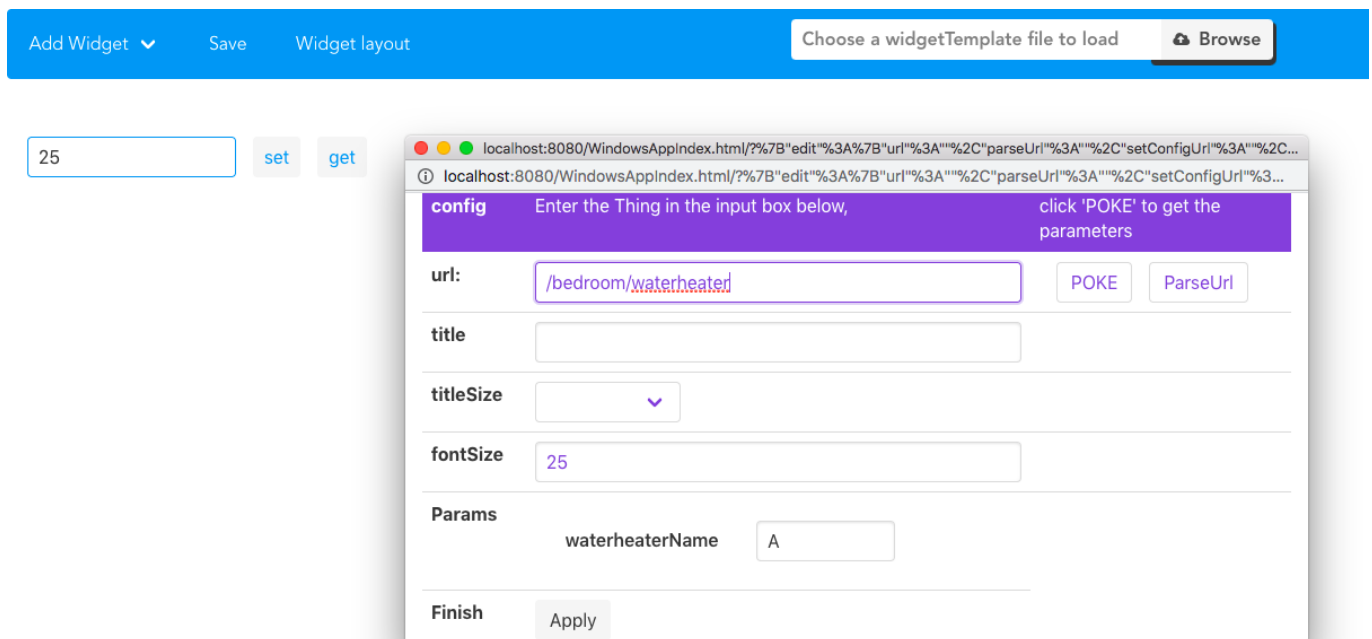 Add Widget Save Widget layout Choose a widgetTemplate file to load Browse
25 set get
localhost:8080/WindowsAppIndex.html/?%7B"edit"%3A%7B"url"%3A""%2C"parseUrl"%3A""%2C"setConfigUrl"%3A""%2C...
localhost:8080/WindowsAppIndex.html/?%7B"edit"%3A%7B"url"%3A""%2C"parseUrl"%3A""%2C"setConfigUrl"%3...
config Enter the Thing in the input box below, click 'POKE' to get the
parameters
url: /bedroom/waterheater POKE ParseUrl
title
titleSize
fontSize 25
Params
waterheaterName A
Finish Apply